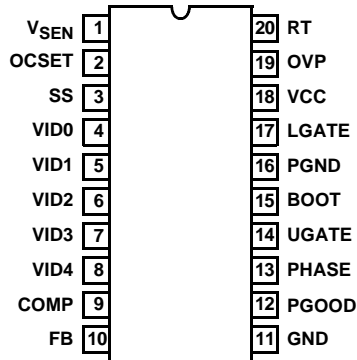 VSEN 1 20 RT
OCSET 2 19 OVP
SS 3 18 VCC
VID0 4 17 LGATE
VID1 5 16 PGND
VID2 6 15 BOOT
VID3 7 14 UGATE
VID4 8 13 PHASE
COMP 9 12 PGOOD
FB 10 11 GND